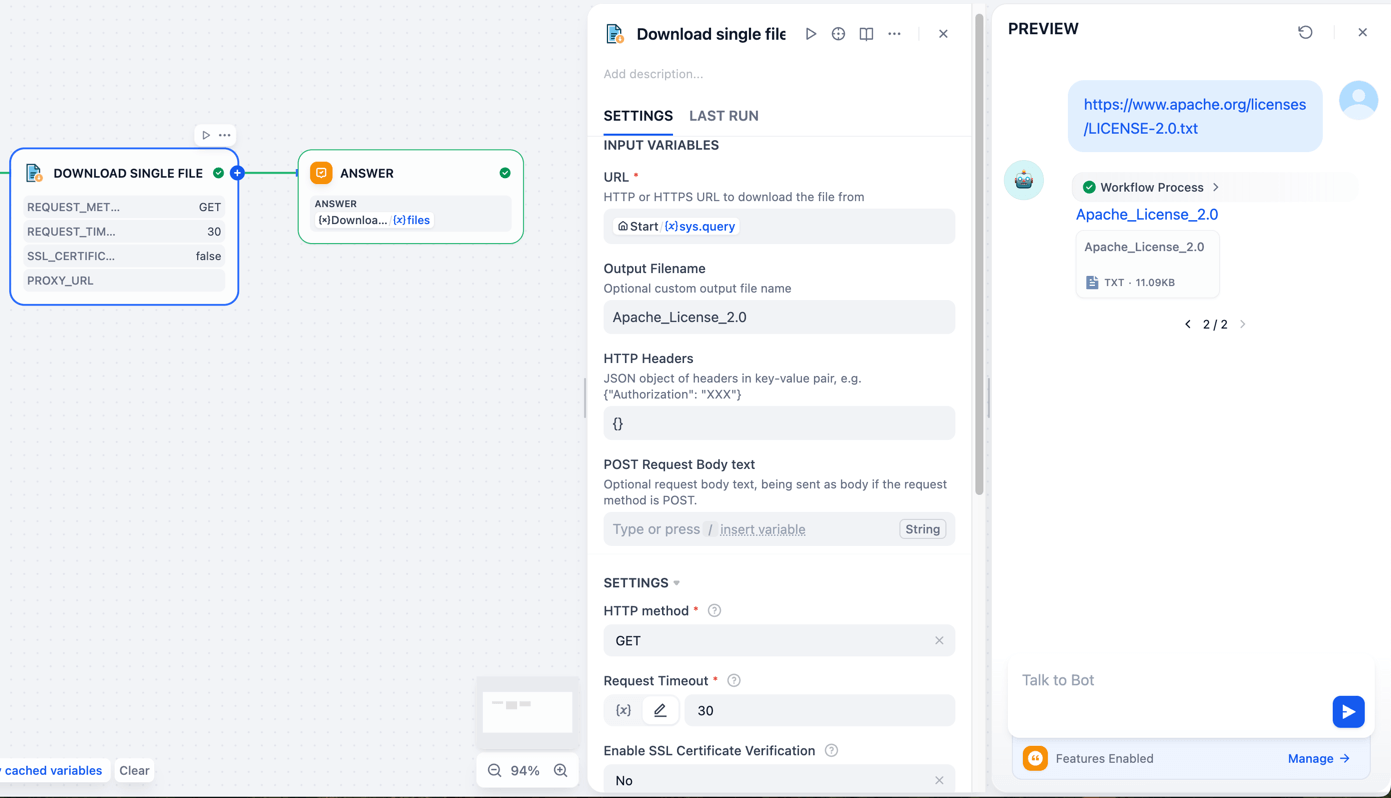 DOWNLOAD SINGLE FILE
REQUEST_MET... GET
REQUEST_TIM... 30
SSL_CERTIFIC... false
PROXY_URL
ANSWER
ANSWER
{×}Downloa... / {x}files
cached variables
Clear
94%
Download single file
Add description...
SETTINGS LAST RUN
INPUT VARIABLES
URL *
HTTP or HTTPS URL to download the file from
Start / {x}sys.query
Output Filename
Optional custom output file name
Apache_License_2.0
HTTP Headers
JSON object of headers in key-value pair, e.g.
{"Authorization": "XXX"}
{}
POST Request Body text
Optional request body text, being sent as body if the request
method is POST.
Type or press / insert variable String
SETTINGS
HTTP method *
GET
Request Timeout *
{x} 30
Enable SSL Certificate Verification
No
PREVIEW
https://www.apache.org/licenses
/LICENSE-2.0.txt
Workflow Process
Apache_License_2.0
Apache_License_2.0
TXT · 11.09KB
2 / 2
Talk to Bot
Features Enabled
Manage